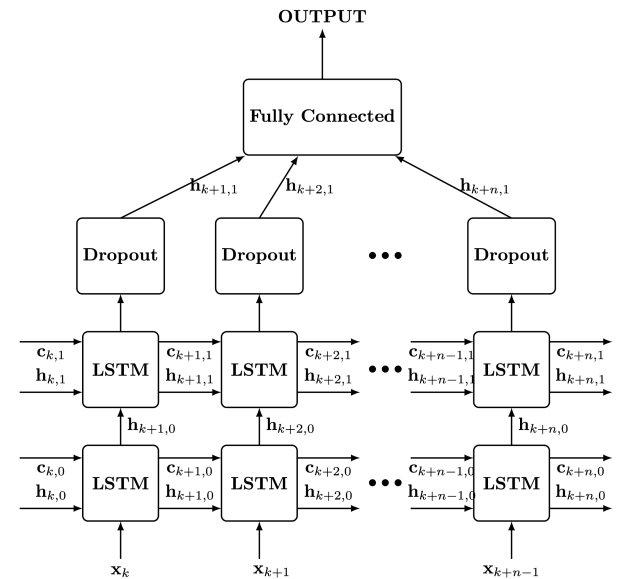 OUTPUT
Fully Connected
h_{k+1,1} h_{k+2,1} h_{k+n,1}
Dropout Dropout ••• Dropout
c_{k,1} c_{k+1,1} c_{k+2,1} c_{k+n−1,1} c_{k+n,1}
LSTM LSTM ••• LSTM
h_{k,1} h_{k+1,1} h_{k+2,1} h_{k+n−1,1} h_{k+n,1}
h_{k+1,0} h_{k+2,0} h_{k+n,0}
c_{k,0} c_{k+1,0} c_{k+2,0} c_{k+n−1,0} c_{k+n,0}
LSTM LSTM ••• LSTM
h_{k,0} h_{k+1,0} h_{k+2,0} h_{k+n−1,0} h_{k+n,0}
x_k x_{k+1} x_{k+n−1}